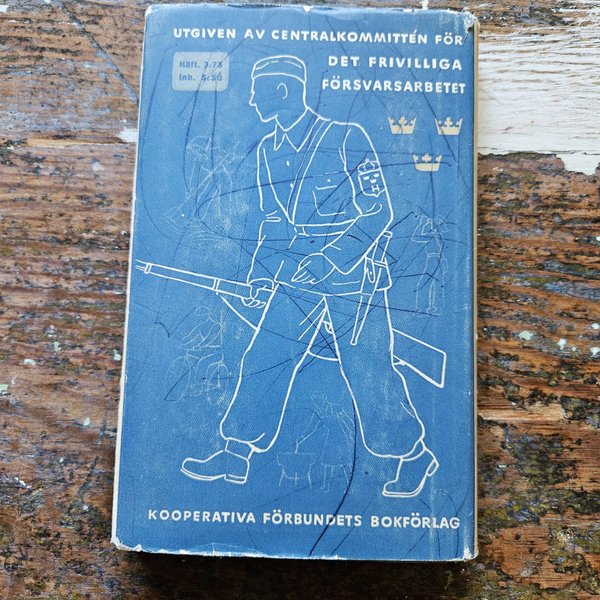 UTGIVEN AV CENTRALKOMMITTÉN FÖR
DET FRIVILLIGA
FÖRSVARSARBETET
Häft. 3:75
Inb. 5:50
KOOPERATIVA FÖRBUNDETS BOKFÖRLAG